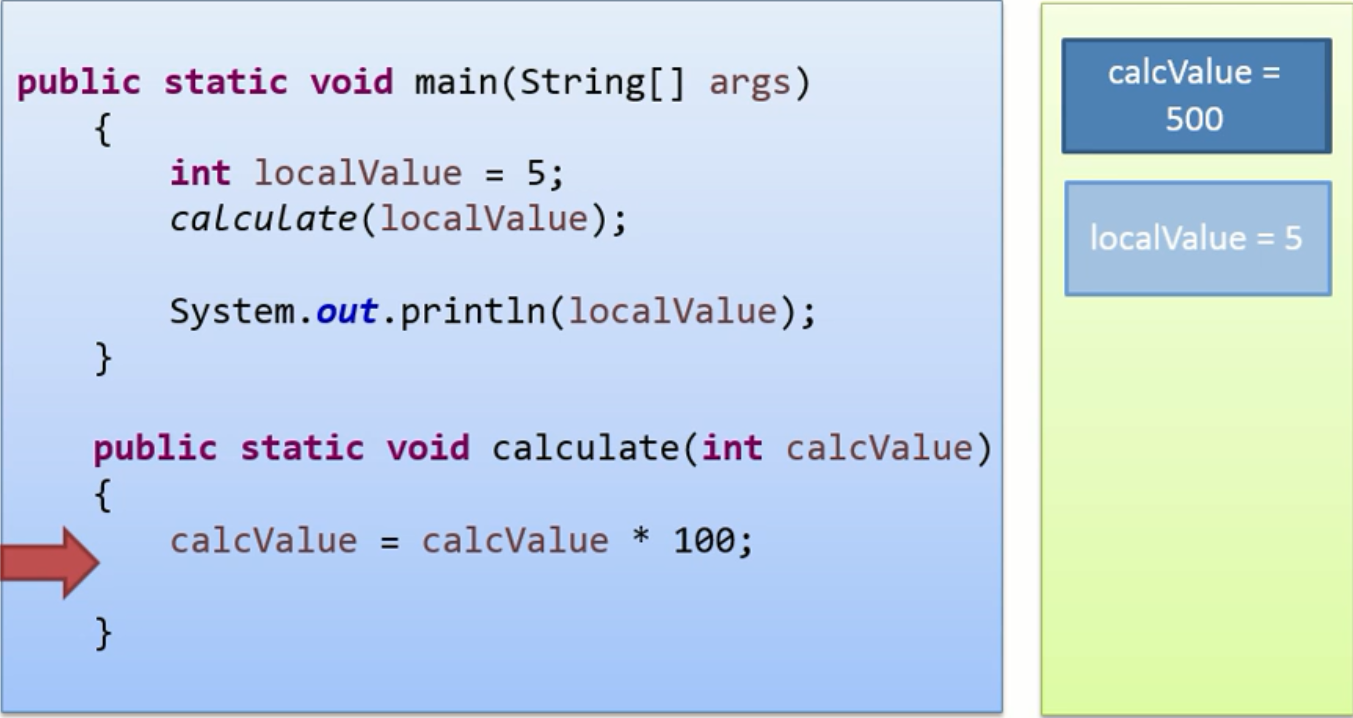 public static void main(String[] args)
{
int localValue = 5;
calculate(localValue);
System.out.println(localValue);
}
public static void calculate(int calcValue)
{
calcValue = calcValue * 100;
}
calcValue =
500
localValue = 5